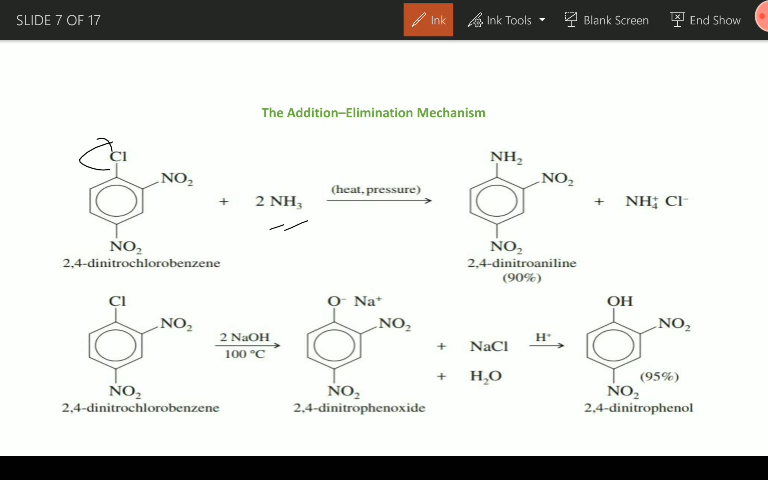 SLIDE 7 OF 17
Ink
Ink Tools
Blank Screen
End Show
The Addition–Elimination Mechanism
Cl
NO₂
NO₂
2,4-dinitrochlorobenzene
+ 2 NH₃
(heat, pressure)
NH₂
NO₂
NO₂
2,4-dinitroaniline
(90%)
+ NH₄⁺ Cl⁻
Cl
NO₂
NO₂
2,4-dinitrochlorobenzene
2 NaOH
100 °C
O⁻ Na⁺
NO₂
NO₂
2,4-dinitrophenoxide
+ NaCl
+ H₂O
H⁺
OH
NO₂
NO₂
(95%)
2,4-dinitrophenol